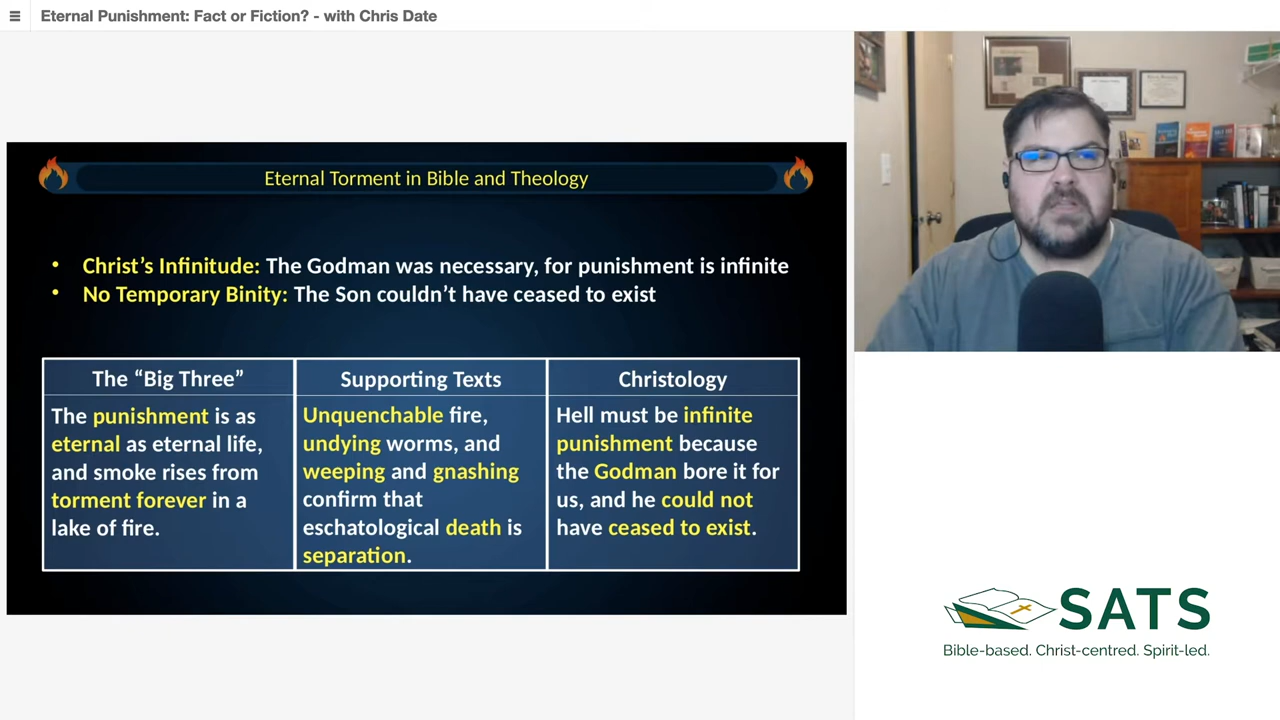 Eternal Punishment: Fact or Fiction? - with Chris Date
Eternal Torment in Bible and Theology
• Christ’s Infinitude: The Godman was necessary, for punishment is infinite
• No Temporary Binity: The Son couldn’t have ceased to exist
The “Big Three”
The punishment is as
eternal as eternal life,
and smoke rises from
torment forever in a
lake of fire.
Supporting Texts
Unquenchable fire,
undying worms, and
weeping and gnashing
confirm that
eschatological death is
separation.
Christology
Hell must be infinite
punishment because
the Godman bore it for
us, and he could not
have ceased to exist.
SATS
Bible-based. Christ-centred. Spirit-led.